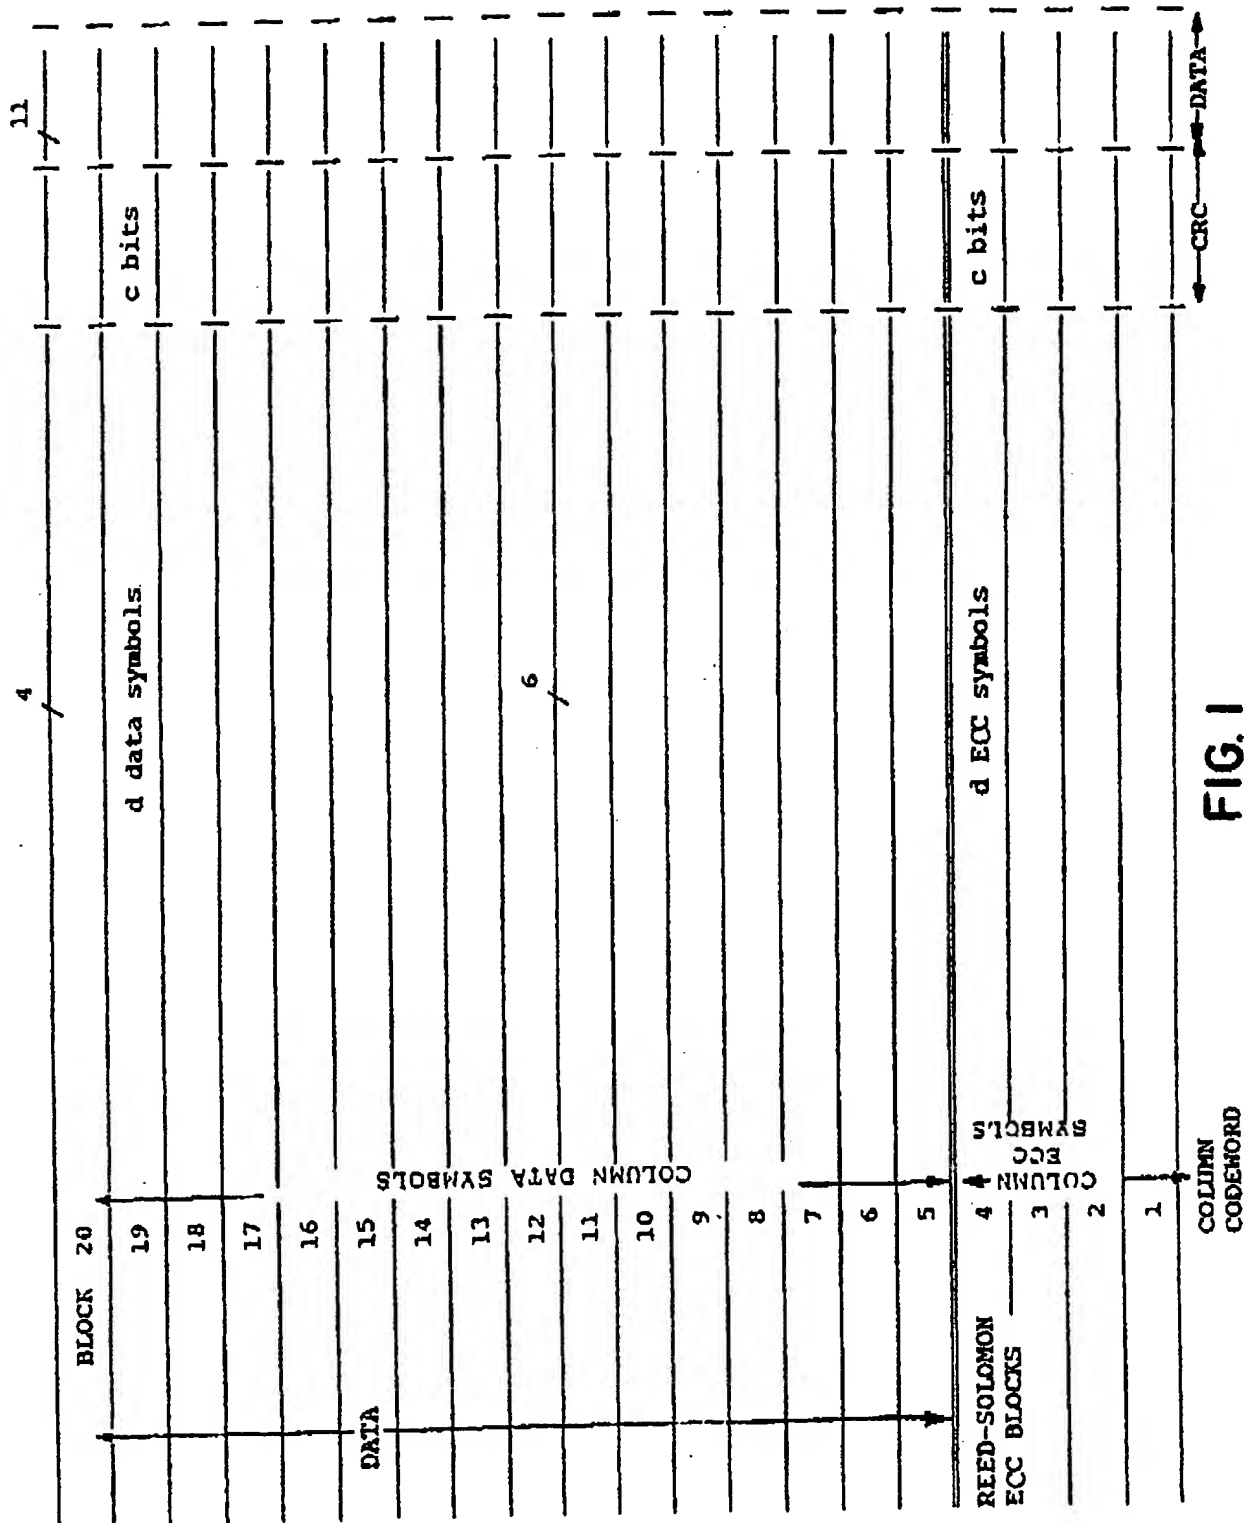 4
11
BLOCK 20
d data symbols
c bits
19
18
17
16
15
14
13
12
6
11
10
9
8
7
6
5
COLUMN DATA SYMBOLS
DATA
REED-SOLOMON
ECC BLOCKS
4
d ECC symbols
c bits
3
2
1
COLUMN
ECC
SYMBOLS
COLUMN
CODEWORD
CRC
DATA
FIG. 1